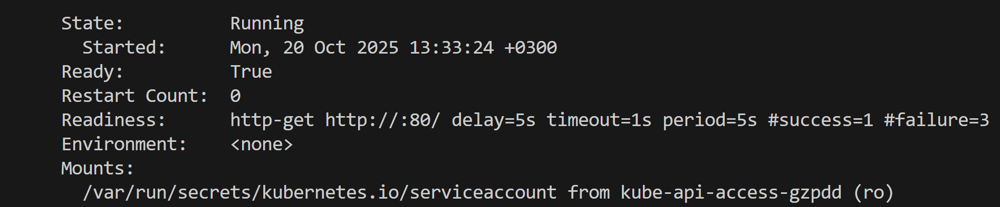 State:          Running
  Started:      Mon, 20 Oct 2025 13:33:24 +0300
Ready:          True
Restart Count:  0
Readiness:      http-get http://:80/ delay=5s timeout=1s period=5s #success=1 #failure=3
Environment:    <none>
Mounts:
  /var/run/secrets/kubernetes.io/serviceaccount from kube-api-access-gzpdd (ro)